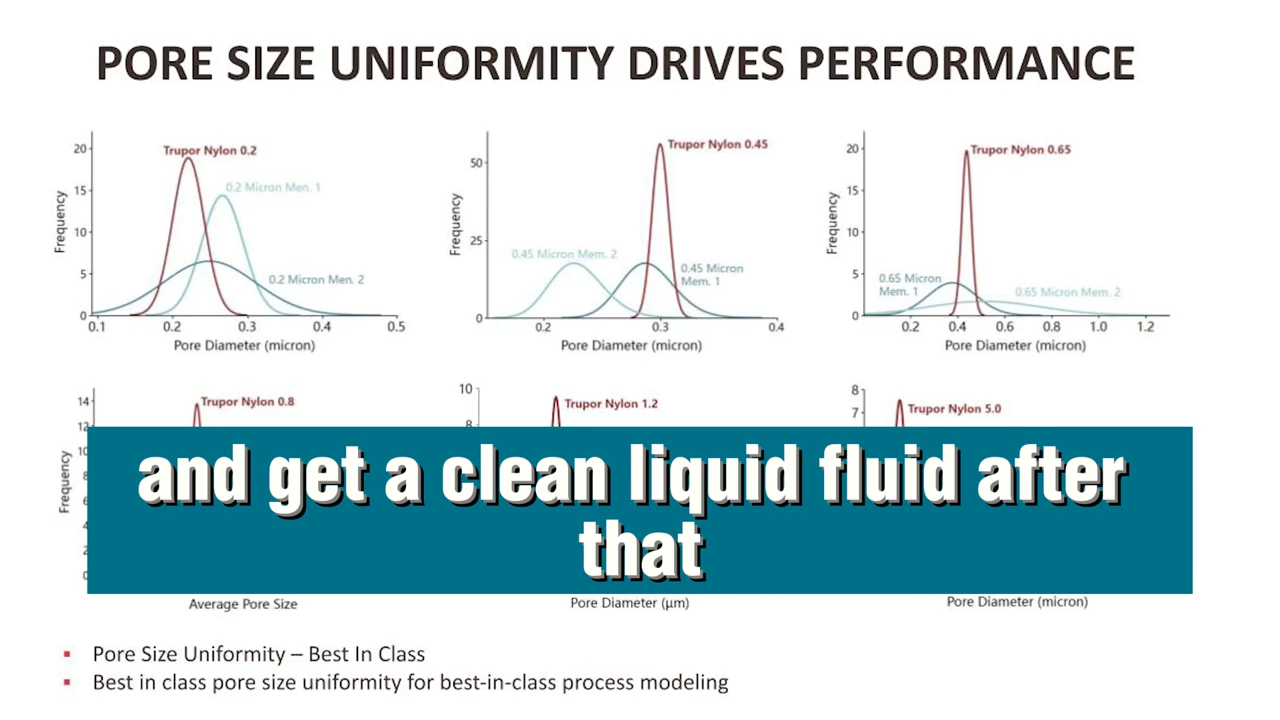 PORE SIZE UNIFORMITY DRIVES PERFORMANCE
20
15
10
5
0
Frequency
Trupor Nylon 0.2
0.2 Micron Men. 1
0.2 Micron Men. 2
0.1 0.2 0.3 0.4 0.5
Pore Diameter (micron)
50
25
0
Frequency
Trupor Nylon 0.45
0.45 Micron Mem. 2
0.45 Micron
Mem. 1
0.2 0.3 0.4
Pore Diameter (micron)
20
15
10
5
0
Frequency
Trupor Nylon 0.65
0.65 Micron
Mem. 1
0.65 Micron Mem. 2
0.2 0.4 0.6 0.8 1.0 1.2
Pore Diameter (micron)
14
12
10
Frequency
Trupor Nylon 0.8
Average Pore Size
10
8
Trupor Nylon 1.2
Pore Diameter (µm)
8
7
Trupor Nylon 5.0
Pore Diameter (micron)
and get a clean liquid fluid after
that
▪ Pore Size Uniformity – Best In Class
▪ Best in class pore size uniformity for best-in-class process modeling